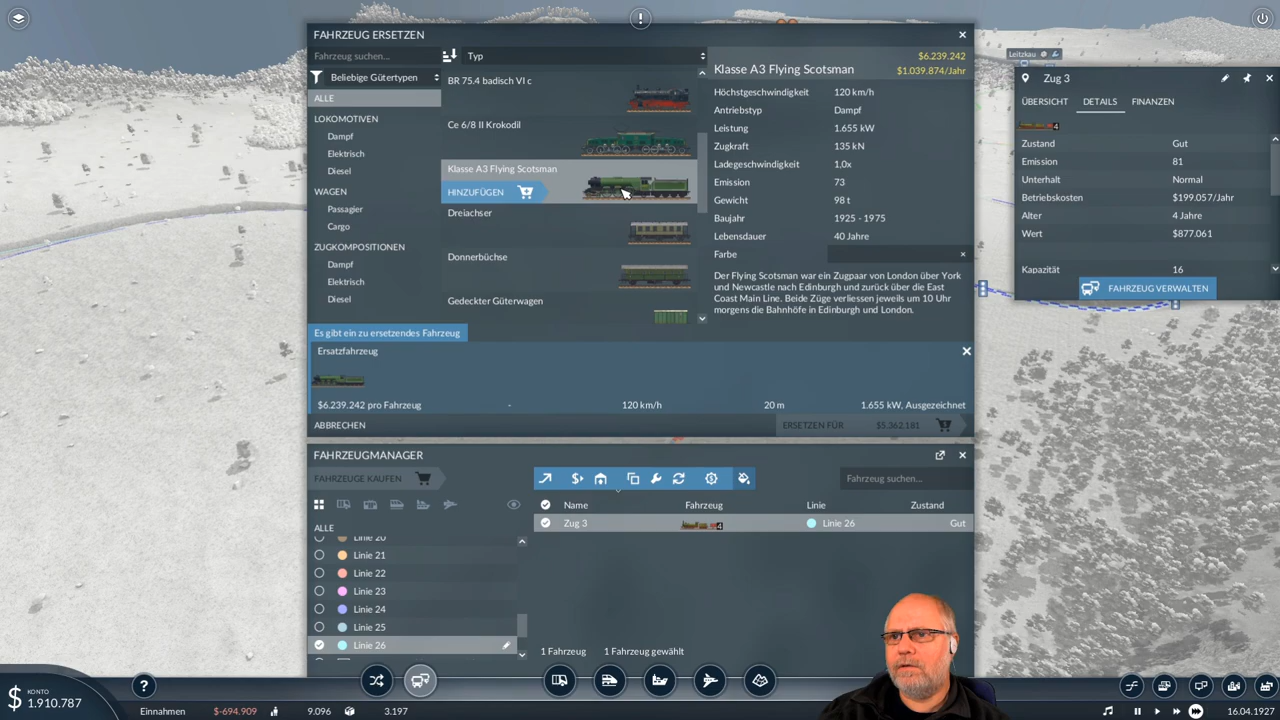 FAHRZEUG ERSETZEN
Fahrzeug suchen...
Typ
$6.239.242
$1.039.874/Jahr
Beliebige Gütertypen
ALLE
LOKOMOTIVEN
Dampf
Elektrisch
Diesel
WAGEN
Passagier
Cargo
ZUGKOMPOSITIONEN
Dampf
Elektrisch
Diesel
BR 75.4 badisch VI c
Ce 6/8 II Krokodil
Klasse A3 Flying Scotsman
HINZUFÜGEN
Dreiachser
Donnerbüchse
Gedeckter Güterwagen
Klasse A3 Flying Scotsman
Höchstgeschwindigkeit 120 km/h
Antriebstyp Dampf
Leistung 1.655 kW
Zugkraft 135 kN
Ladegeschwindigkeit 1,0x
Emission 73
Gewicht 98 t
Baujahr 1925 - 1975
Lebensdauer 40 Jahre
Farbe
Der Flying Scotsman war ein Zugpaar von London über York
und Newcastle nach Edinburgh und zurück über die East
Coast Main Line. Beide Züge verliessen jeweils um 10 Uhr
morgens die Bahnhöfe in Edinburgh und London.
Es gibt ein zu ersetzendes Fahrzeug
Ersatzfahrzeug
$6.239.242 pro Fahrzeug - 120 km/h 20 m 1.655 kW, Ausgezeichnet
ABBRECHEN
ERSETZEN FÜR $5.362.181
FAHRZEUGMANAGER
FAHRZEUGE KAUFEN
Fahrzeug suchen...
ALLE
Linie 20
Linie 21
Linie 22
Linie 23
Linie 24
Linie 25
Linie 26
Name Fahrzeug Linie Zustand
Zug 3 4 Linie 26 Gut
1 Fahrzeug 1 Fahrzeug gewählt
Leitzkau
Zug 3
ÜBERSICHT DETAILS FINANZEN
4
Zustand Gut
Emission 81
Unterhalt Normal
Betriebskosten $199.057/Jahr
Alter 4 Jahre
Wert $877.061
Kapazität 16
FAHRZEUG VERWALTEN
KONTO
$ 1.910.787
?
Einnahmen $-694.909 9.096 3.197
16.04.1927